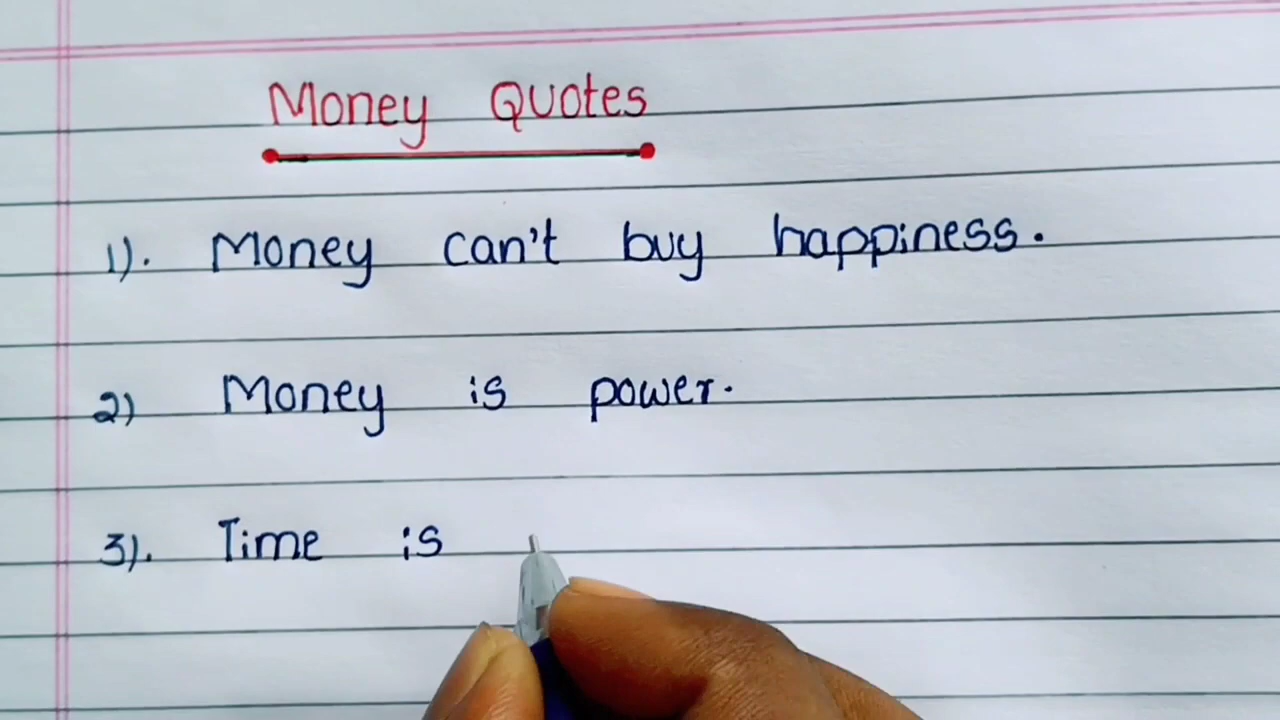 Money Quotes
1). Money can't buy happiness.
2) Money is power.
3). Time is